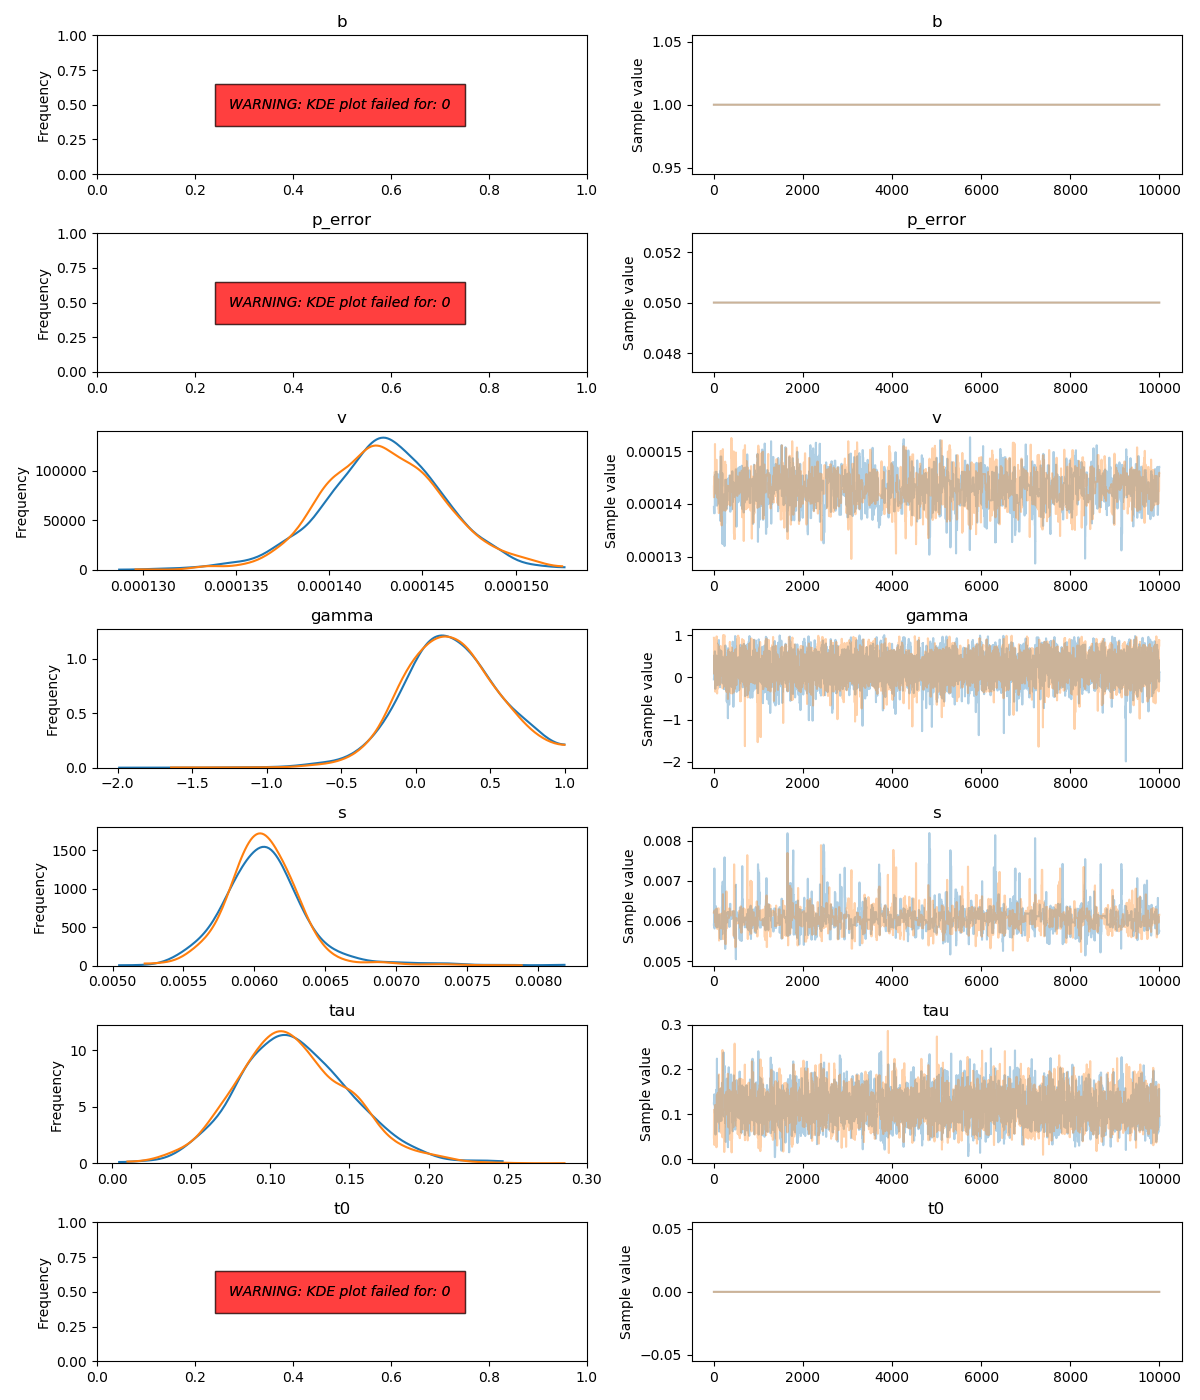 b
1.00
0.75
0.50
0.25
0.00
Frequency
WARNING: KDE plot failed for: 0
0.0 0.2 0.4 0.6 0.8 1.0
b
1.05
1.00
0.95
Sample value
0 2000 4000 6000 8000 10000
p_error
1.00
0.75
0.50
0.25
0.00
Frequency
WARNING: KDE plot failed for: 0
0.0 0.2 0.4 0.6 0.8 1.0
p_error
0.052
0.050
0.048
Sample value
0 2000 4000 6000 8000 10000
v
100000
50000
0
Frequency
0.000130 0.000135 0.000140 0.000145 0.000150
v
0.00015
0.00014
0.00013
Sample value
0 2000 4000 6000 8000 10000
gamma
1.0
0.5
0.0
Frequency
−2.0 −1.5 −1.0 −0.5 0.0 0.5 1.0
gamma
1
0
−1
−2
Sample value
0 2000 4000 6000 8000 10000
s
1500
1000
500
0
Frequency
0.0050 0.0055 0.0060 0.0065 0.0070 0.0075 0.0080
s
0.008
0.007
0.006
0.005
Sample value
0 2000 4000 6000 8000 10000
tau
10
5
0
Frequency
0.00 0.05 0.10 0.15 0.20 0.25 0.30
tau
0.3
0.2
0.1
0.0
Sample value
0 2000 4000 6000 8000 10000
t0
1.00
0.75
0.50
0.25
0.00
Frequency
WARNING: KDE plot failed for: 0
0.0 0.2 0.4 0.6 0.8 1.0
t0
0.05
0.00
−0.05
Sample value
0 2000 4000 6000 8000 10000